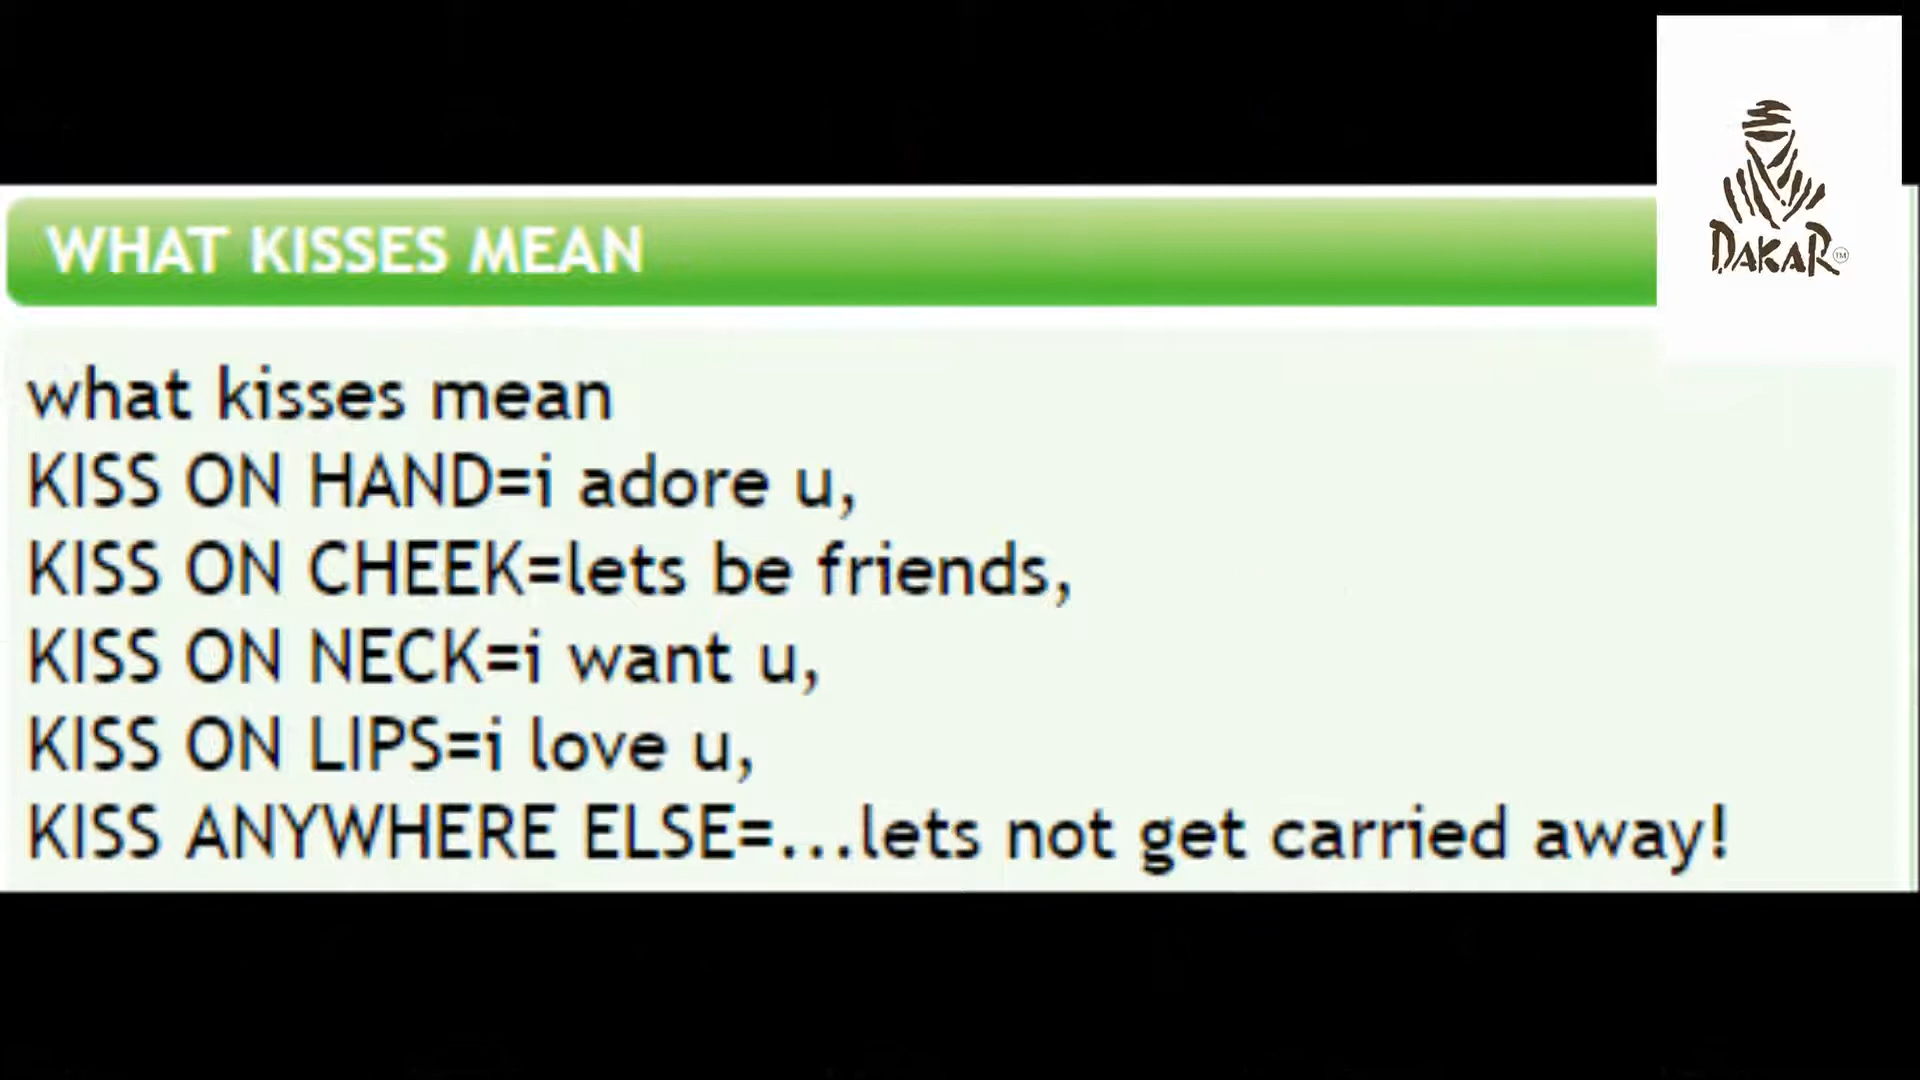 WHAT KISSES MEAN
DAKAR TM
what kisses mean
KISS ON HAND=i adore u,
KISS ON CHEEK=lets be friends,
KISS ON NECK=i want u,
KISS ON LIPS=i love u,
KISS ANYWHERE ELSE=...lets not get carried away!